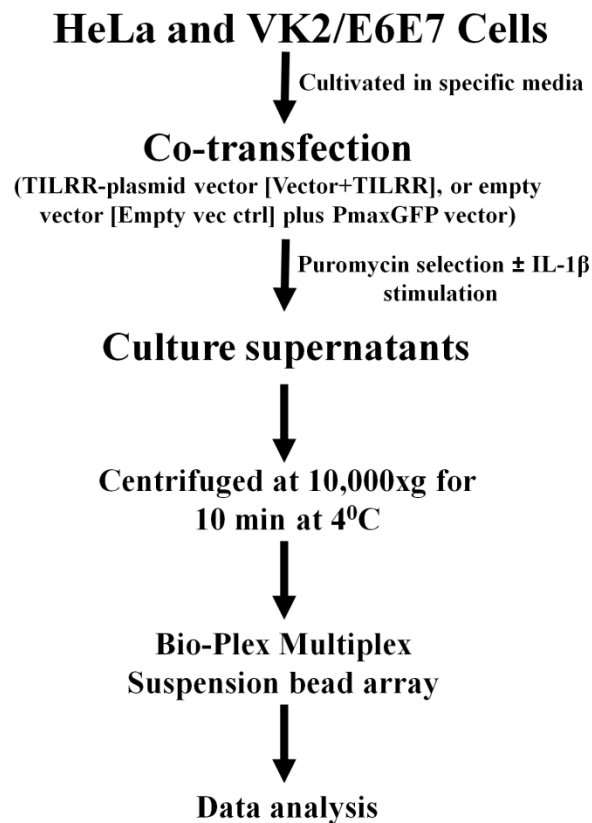 HeLa and VK2/E6E7 Cells
Cultivated in specific media
Co-transfection
(TILRR-plasmid vector [Vector+TILRR], or empty
vector [Empty vec ctrl] plus PmaxGFP vector)
Puromycin selection ± IL-1β
stimulation
Culture supernatants
Centrifuged at 10,000xg for
10 min at 4⁰C
Bio-Plex Multiplex
Suspension bead array
Data analysis